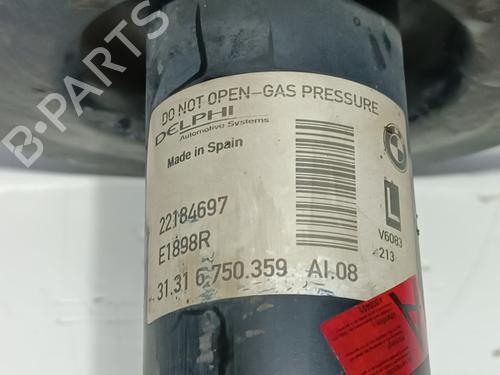 DO NOT OPEN-GAS PRESSURE
DELPHI
Automotive Systems
Made in Spain
22184697
E1898R
31.31 6 750.359 AI.08
L
V6083
213
B-PARTS